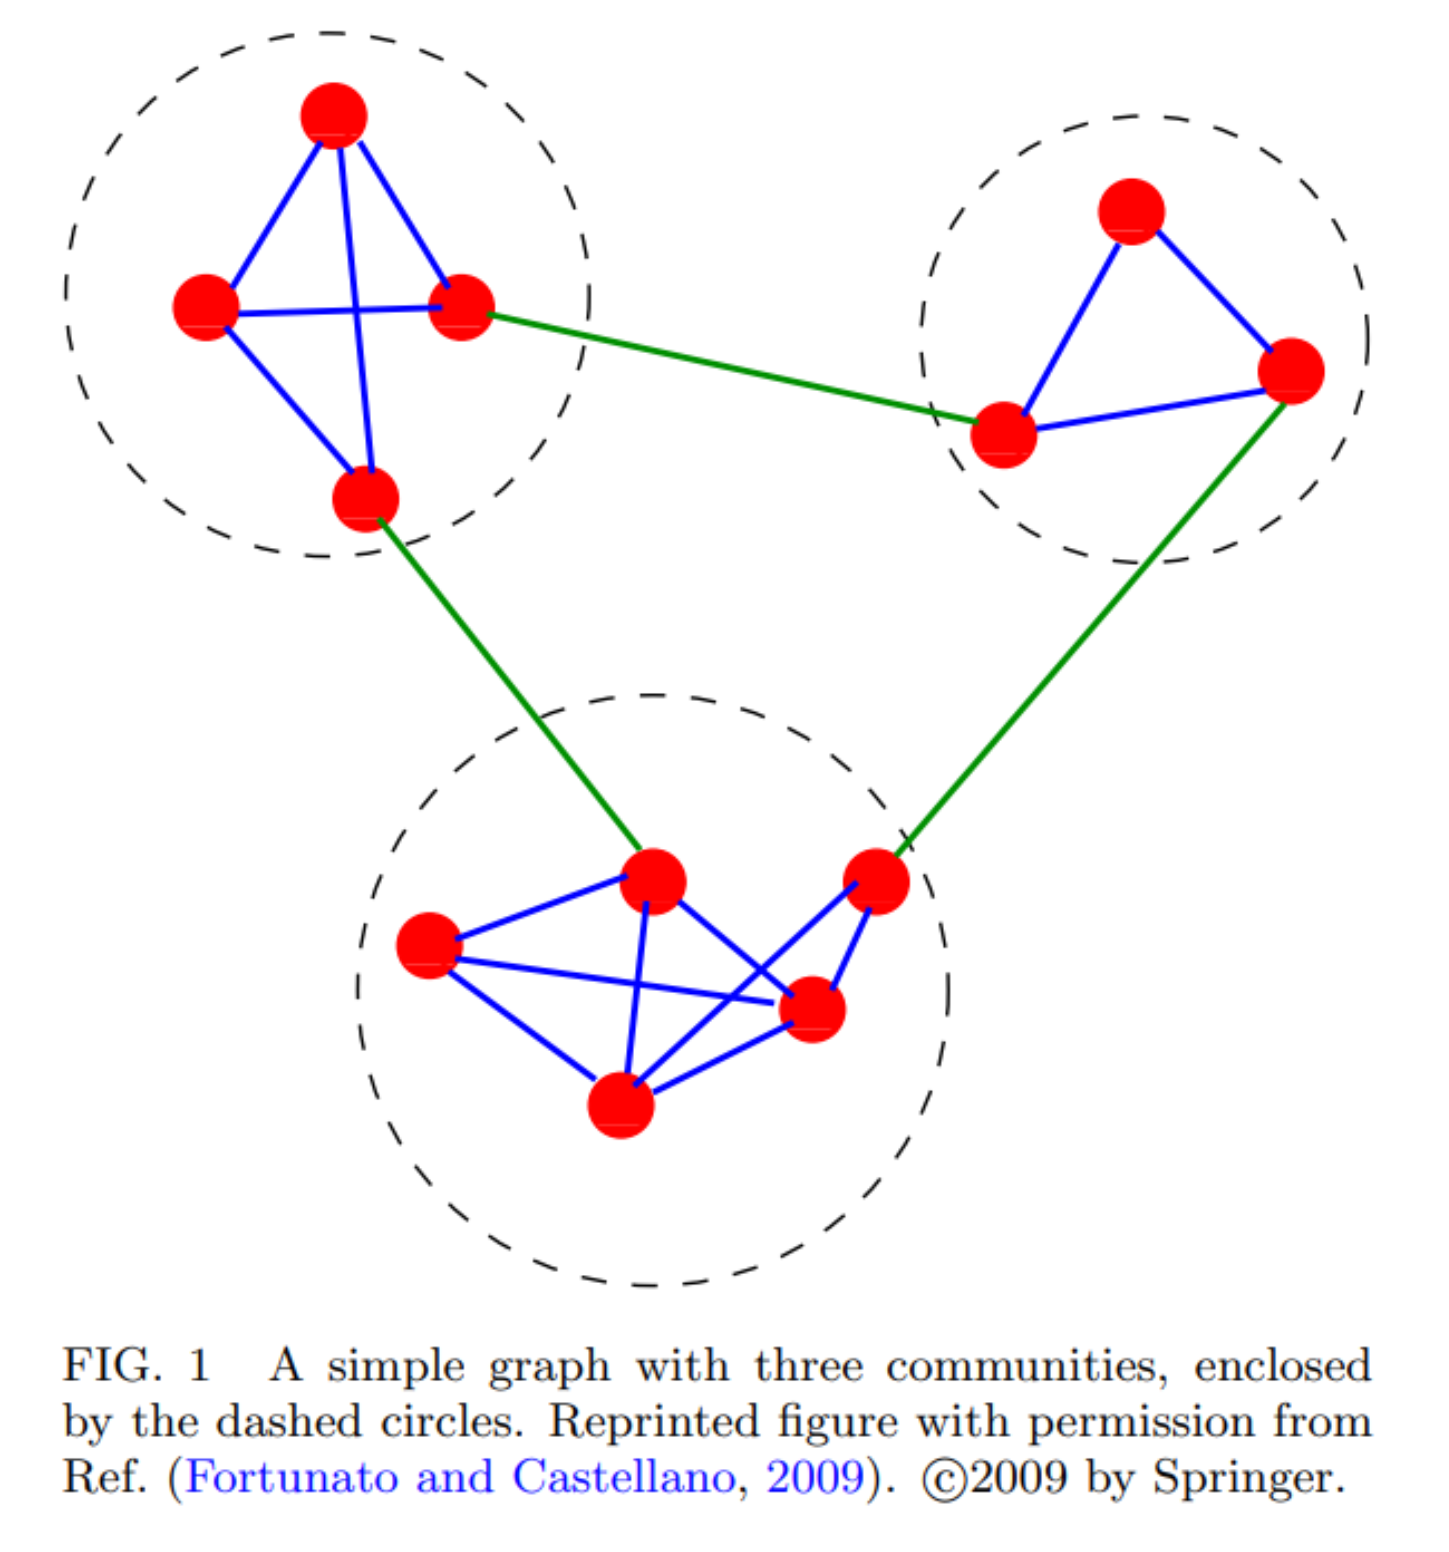 FIG. 1 A simple graph with three communities, enclosed
by the dashed circles. Reprinted figure with permission from
Ref. (Fortunato and Castellano, 2009). ©2009 by Springer.